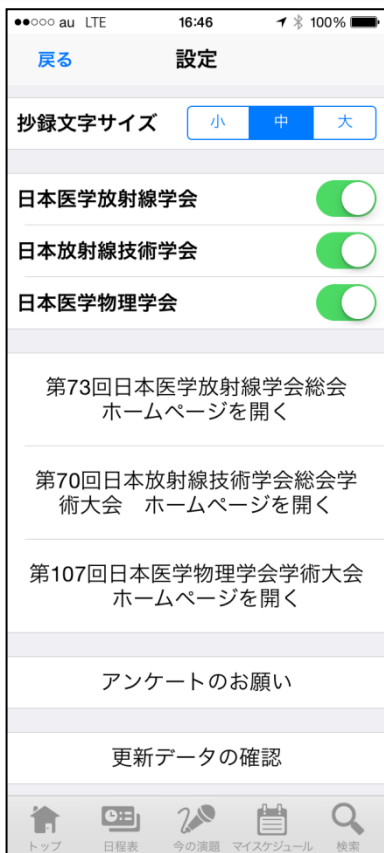 au LTE 16:46 100%
戻る 設定
抄録文字サイズ 小 中 大
日本医学放射線学会
日本放射線技術学会
日本医学物理学会
第73回日本医学放射線学会総会
ホームページを開く
第70回日本放射線技術学会総会学
術大会　ホームページを開く
第107回日本医学物理学会学術大会
ホームページを開く
アンケートのお願い
更新データの確認
トップ 日程表 今の演題 マイスケジュール 検索